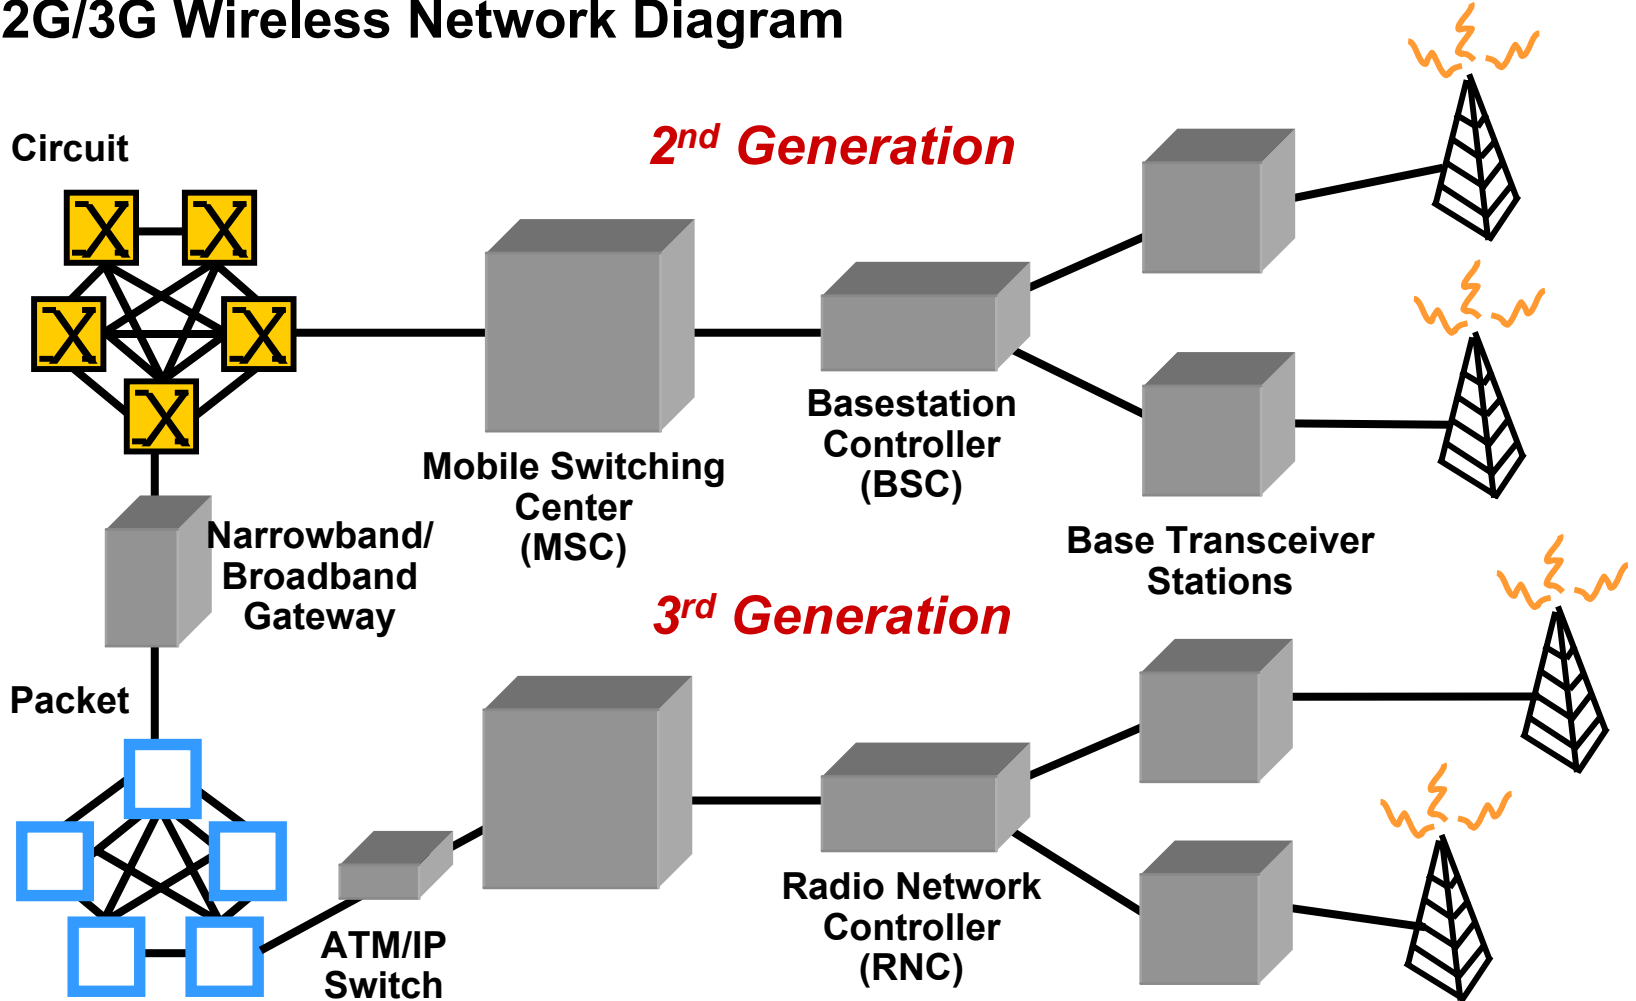 2G/3G Wireless Network Diagram
Circuit
2nd Generation
Mobile Switching
Center
(MSC)
Basestation
Controller
(BSC)
Base Transceiver
Stations
Narrowband/
Broadband
Gateway
3rd Generation
Packet
ATM/IP
Switch
Radio Network
Controller
(RNC)